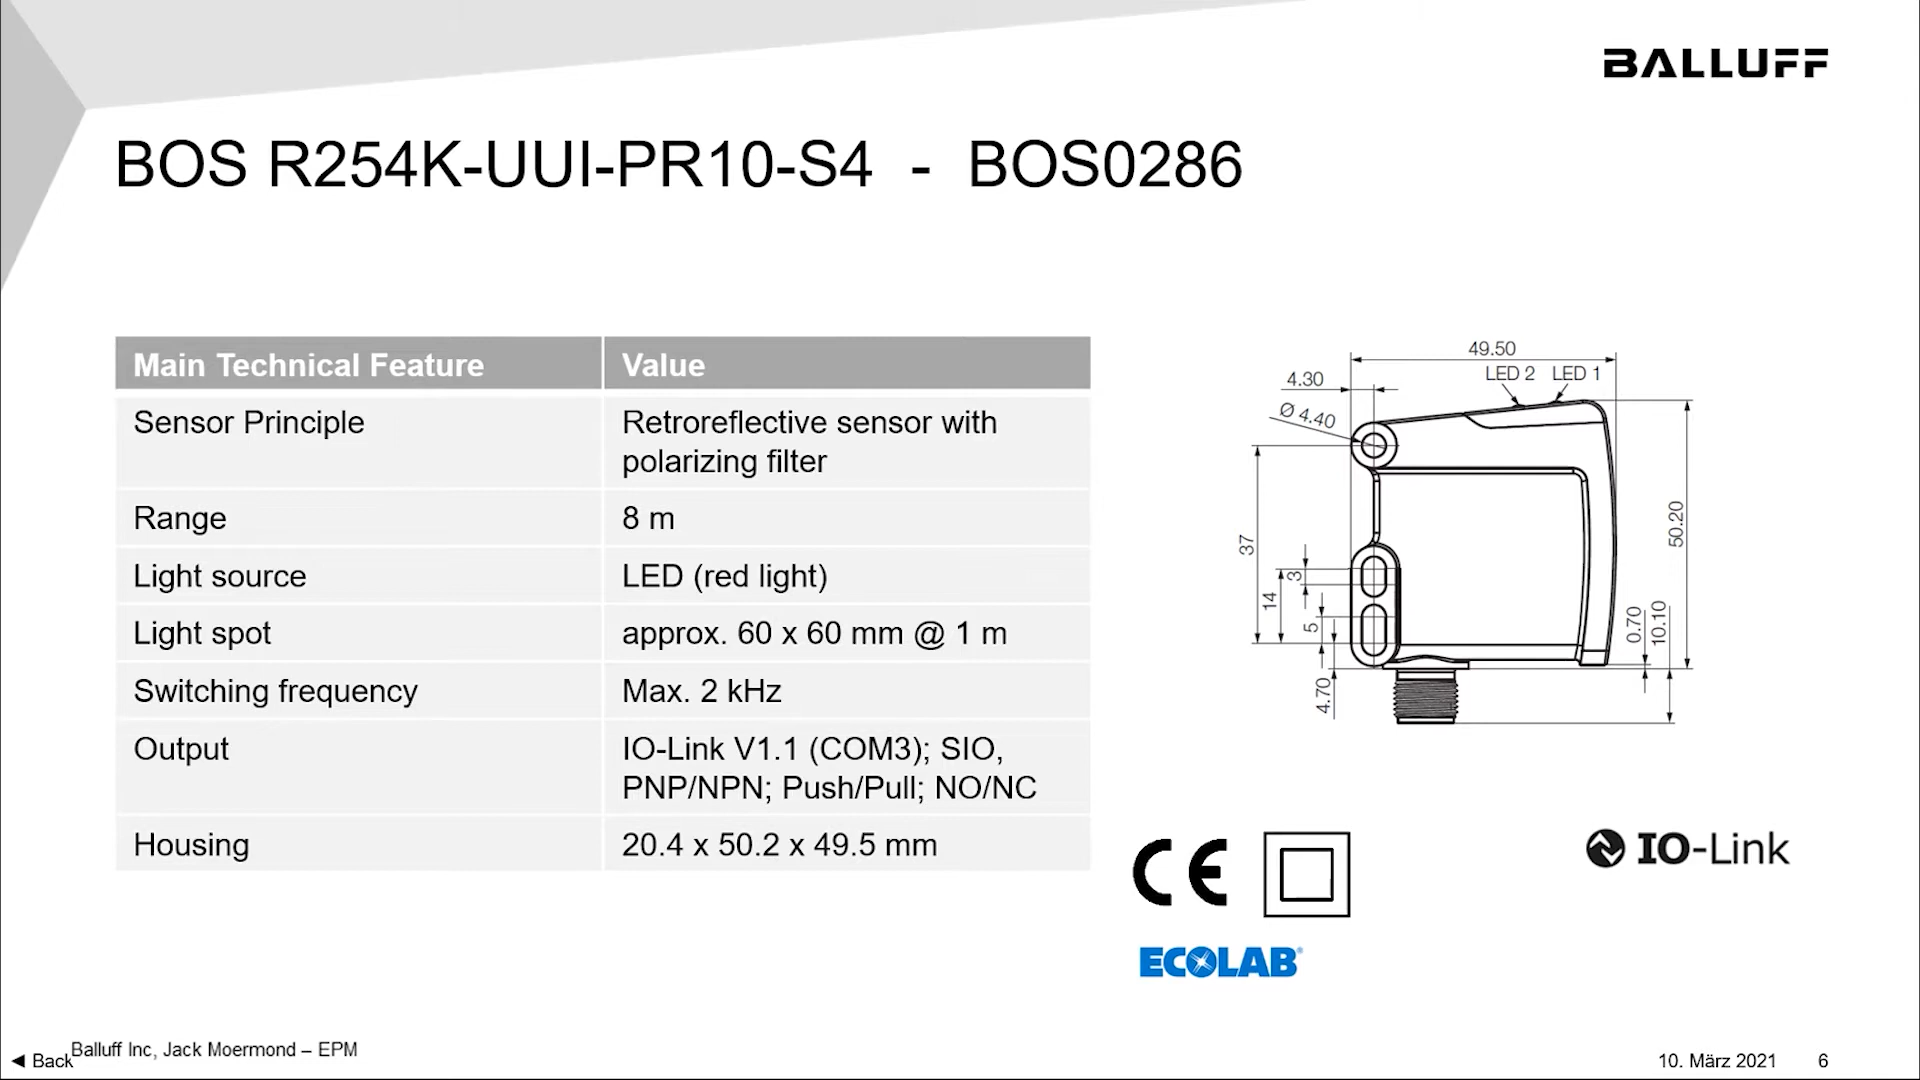 BALLUFF
BOS R254K-UUI-PR10-S4 - BOS0286
Main Technical Feature Value
Sensor Principle Retroreflective sensor with
polarizing filter
Range 8 m
Light source LED (red light)
Light spot approx. 60 x 60 mm @ 1 m
Switching frequency Max. 2 kHz
Output IO-Link V1.1 (COM3); SIO,
PNP/NPN; Push/Pull; NO/NC
Housing 20.4 x 50.2 x 49.5 mm
49.50
LED 2 LED 1
4.30
Ø 4.40
37
14
3
5
4.70
50.20
0.70
10.10
CE
IO-Link
ECOLAB®
Balluff Inc, Jack Moermond – EPM
◄ Back
10. März 2021 6